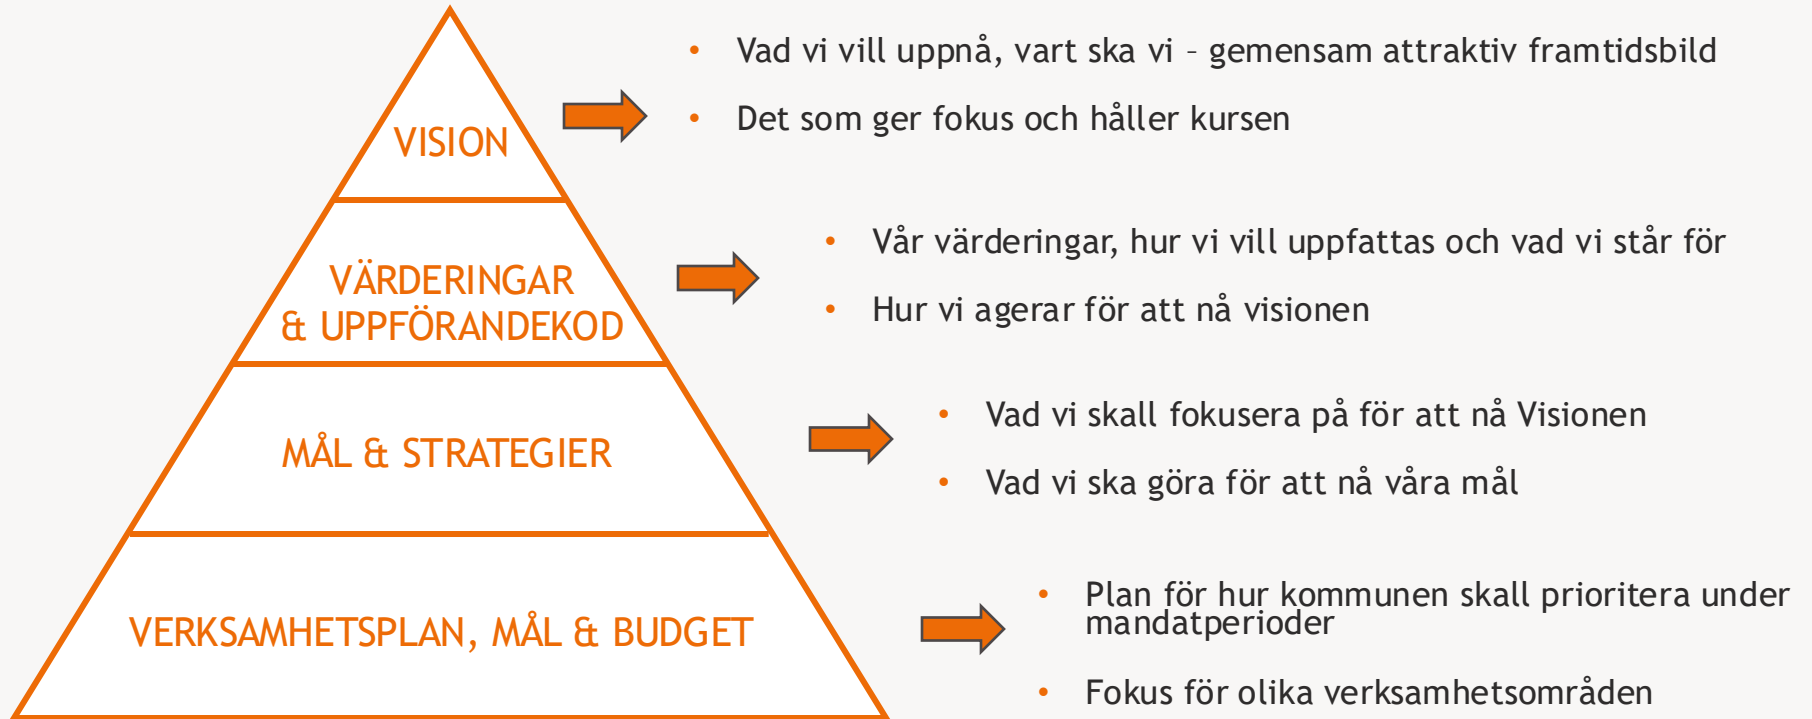 VISION
• Vad vi vill uppnå, vart ska vi – gemensam attraktiv framtidsbild
• Det som ger fokus och håller kursen
VÄRDERINGAR
& UPPFÖRANDEKOD
• Vår värderingar, hur vi vill uppfattas och vad vi står för
• Hur vi agerar för att nå visionen
MÅL & STRATEGIER
• Vad vi skall fokusera på för att nå Visionen
• Vad vi ska göra för att nå våra mål
VERKSAMHETSPLAN, MÅL & BUDGET
• Plan för hur kommunen skall prioritera under
mandatperioder
• Fokus för olika verksamhetsområden